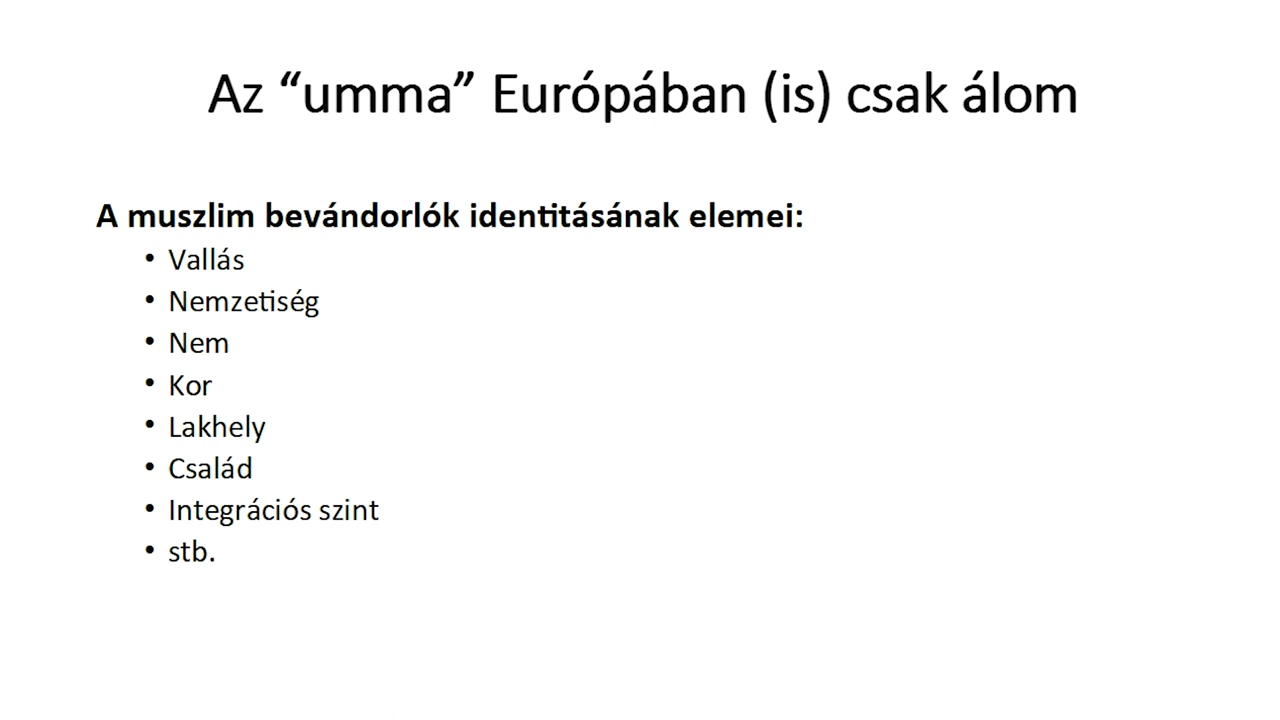 Az “umma” Európában (is) csak álom
A muszlim bevándorlók identitásának elemei:
• Vallás
• Nemzetiség
• Nem
• Kor
• Lakhely
• Család
• Integrációs szint
• stb.